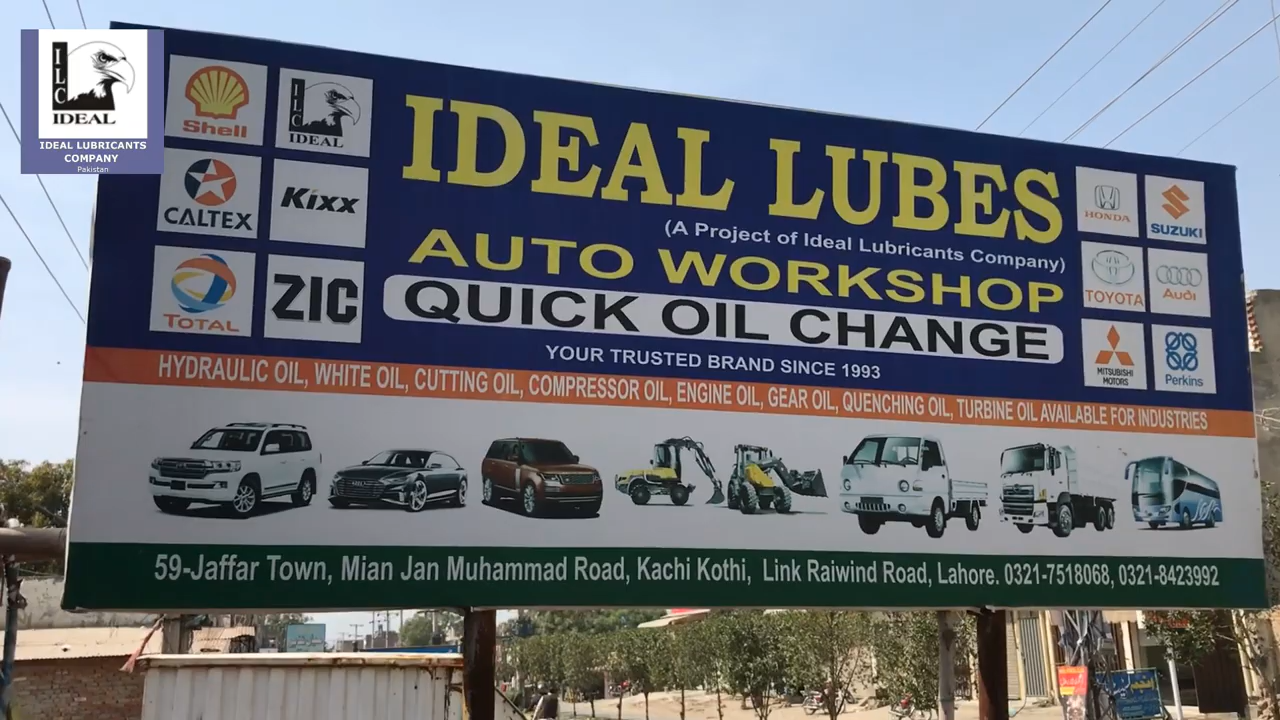 ILC
IDEAL
IDEAL LUBRICANTS
COMPANY
Pakistan
Shell
ILC
IDEAL
CALTEX
Kixx
TOTAL
ZIC
IDEAL LUBES
(A Project of Ideal Lubricants Company)
AUTO WORKSHOP
QUICK OIL CHANGE
YOUR TRUSTED BRAND SINCE 1993
HONDA
SUZUKI
TOYOTA
Audi
MITSUBISHI
MOTORS
Perkins
HYDRAULIC OIL, WHITE OIL, CUTTING OIL, COMPRESSOR OIL, ENGINE OIL, GEAR OIL, QUENCHING OIL, TURBINE OIL AVAILABLE FOR INDUSTRIES
59-Jaffar Town, Mian Jan Muhammad Road, Kachi Kothi, Link Raiwind Road, Lahore. 0321-7518068, 0321-8423992